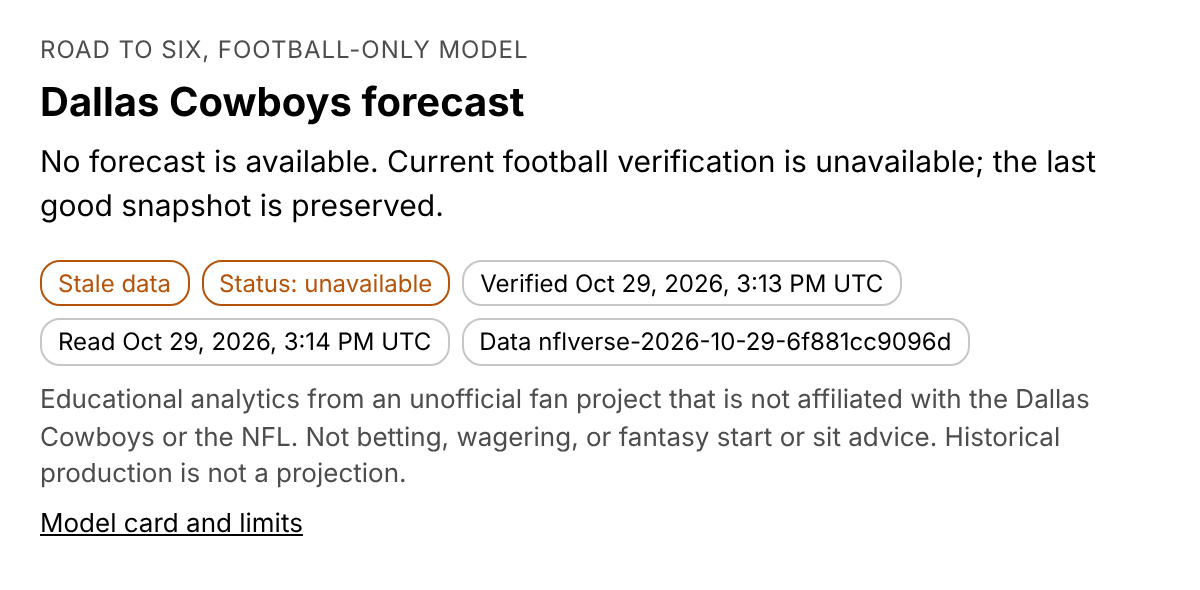 ROAD TO SIX, FOOTBALL-ONLY MODEL
Dallas Cowboys forecast
No forecast is available. Current football verification is unavailable; the last
good snapshot is preserved.
Stale data
Status: unavailable
Verified Oct 29, 2026, 3:13 PM UTC
Read Oct 29, 2026, 3:14 PM UTC
Data nflverse-2026-10-29-6f881cc9096d
Educational analytics from an unofficial fan project that is not affiliated with the Dallas
Cowboys or the NFL. Not betting, wagering, or fantasy start or sit advice. Historical
production is not a projection.
Model card and limits